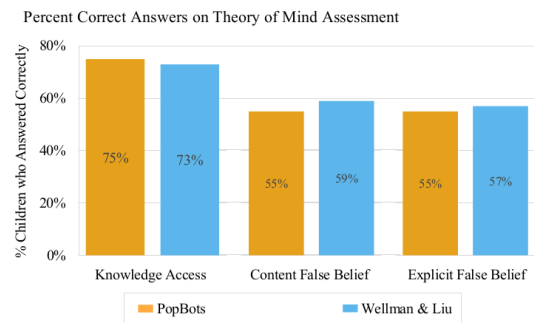 Percent Correct Answers on Theory of Mind Assessment
% Children who Answered Correctly
80%
60%
40%
20%
0%
75%
73%
55%
59%
55%
57%
Knowledge Access
Content False Belief
Explicit False Belief
PopBots
Wellman & Liu